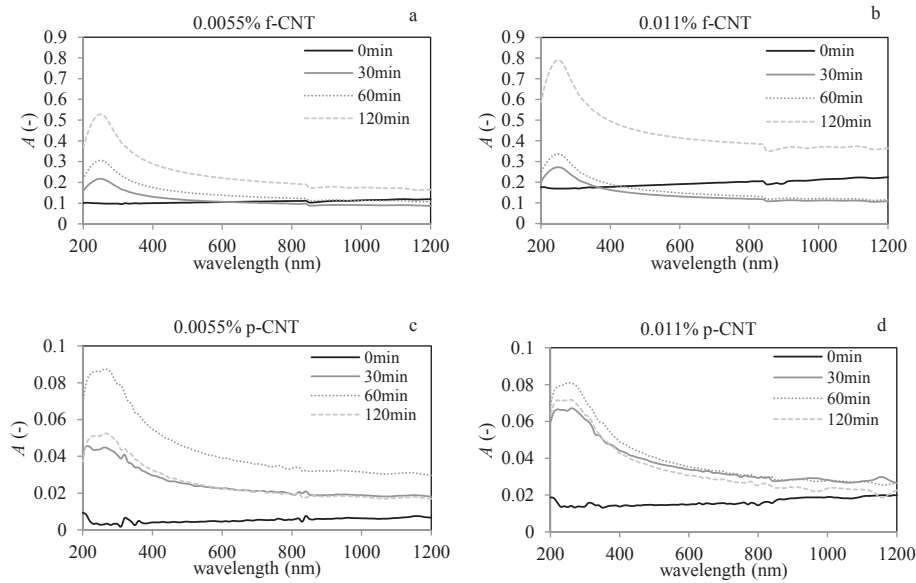 0.0055% f-CNT
a
0.9
0.8
0.7
0.6
0.5
0.4
0.3
0.2
0.1
0
A (-)
0min
30min
60min
120min
200 400 600 800 1000 1200
wavelength (nm)
0.011% f-CNT
b
0.9
0.8
0.7
0.6
0.5
0.4
0.3
0.2
0.1
0
A (-)
0min
30min
60min
120min
200 400 600 800 1000 1200
wavelength (nm)
0.0055% p-CNT
c
0.1
0.08
0.06
0.04
0.02
0
A (-)
0min
30min
60min
120min
200 400 600 800 1000 1200
wavelength (nm)
0.011% p-CNT
d
0.1
0.08
0.06
0.04
0.02
0
A (-)
0min
30min
60min
120min
200 400 600 800 1000 1200
wavelength (nm)